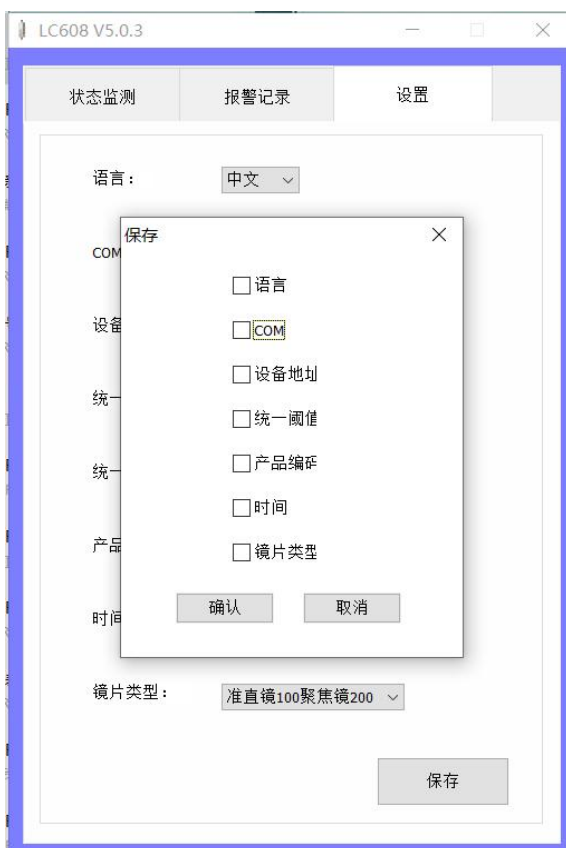 LC608 V5.0.3
状态监测
报警记录
设置
语言：
中文
保存
COM
语言
COM
设备
设备地址
统一
统一阈值
统一
产品编码
产品
时间
时间
镜片类型
确认
取消
镜片类型：
准直镜100聚焦镜200
保存